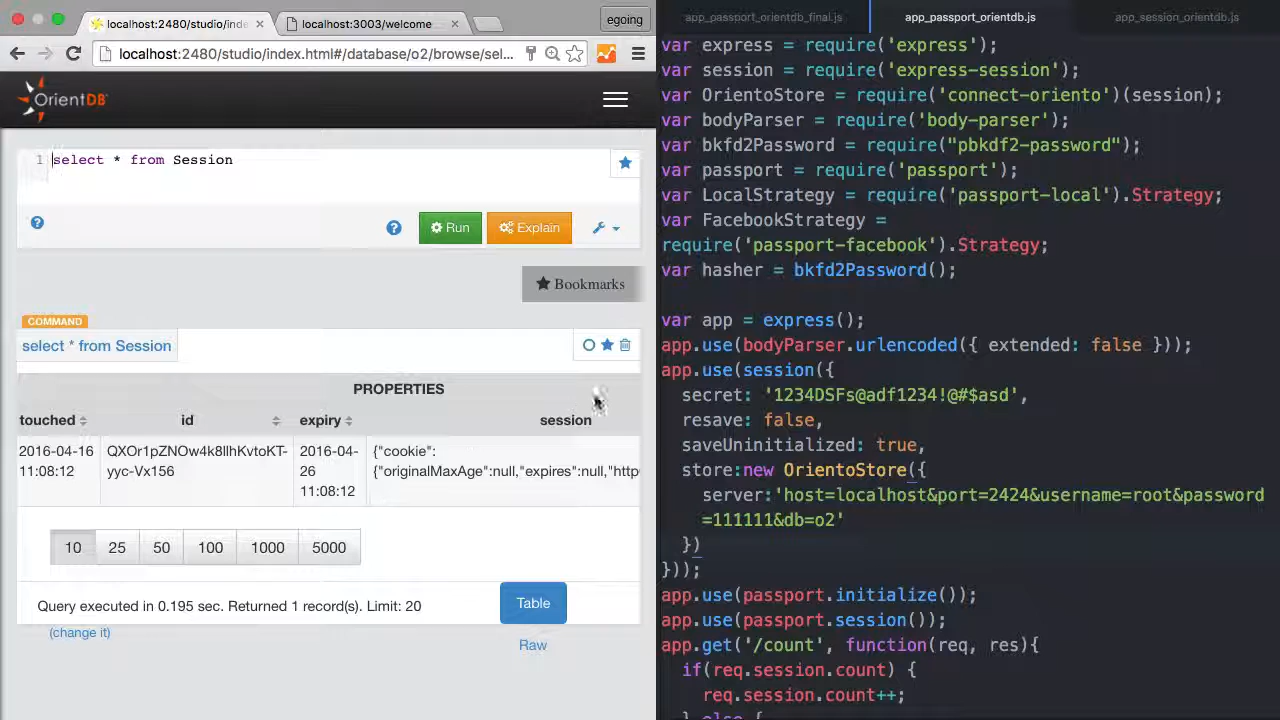 localhost:2480/studio/inde
localhost:3003/welcome
egoing
localhost:2480/studio/index.html#/database/o2/browse/sel...
OrientDB
1 select * from Session
Run
Explain
Bookmarks
COMMAND
select * from Session
PROPERTIES
touched id expiry session
2016-04-16 QXOr1pZNOw4k8llhKvtoKT- 2016-04- {"cookie":
11:08:12 yyc-Vx156 26 {"originalMaxAge":null,"expires":null,"http
11:08:12
10 25 50 100 1000 5000
Query executed in 0.195 sec. Returned 1 record(s). Limit: 20
(change it)
Table
Raw
app_passport_orientdb_final.js app_passport_orientdb.js app_session_orientdb.js
var express = require('express');
var session = require('express-session');
var OrientoStore = require('connect-oriento')(session);
var bodyParser = require('body-parser');
var bkfd2Password = require("pbkdf2-password");
var passport = require('passport');
var LocalStrategy = require('passport-local').Strategy;
var FacebookStrategy =
require('passport-facebook').Strategy;
var hasher = bkfd2Password();
var app = express();
app.use(bodyParser.urlencoded({ extended: false }));
app.use(session({
secret: '1234DSFs@adf1234!@#$asd',
resave: false,
saveUninitialized: true,
store:new OrientoStore({
server:'host=localhost&port=2424&username=root&password
=111111&db=o2'
})
}));
app.use(passport.initialize());
app.use(passport.session());
app.get('/count', function(req, res){
if(req.session.count) {
req.session.count++;
} else {